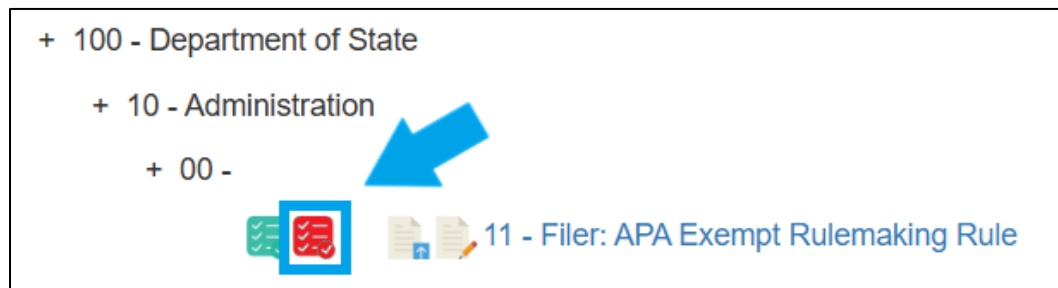 + 100 - Department of State
+ 10 - Administration
+ 00 -
11 - Filer: APA Exempt Rulemaking Rule